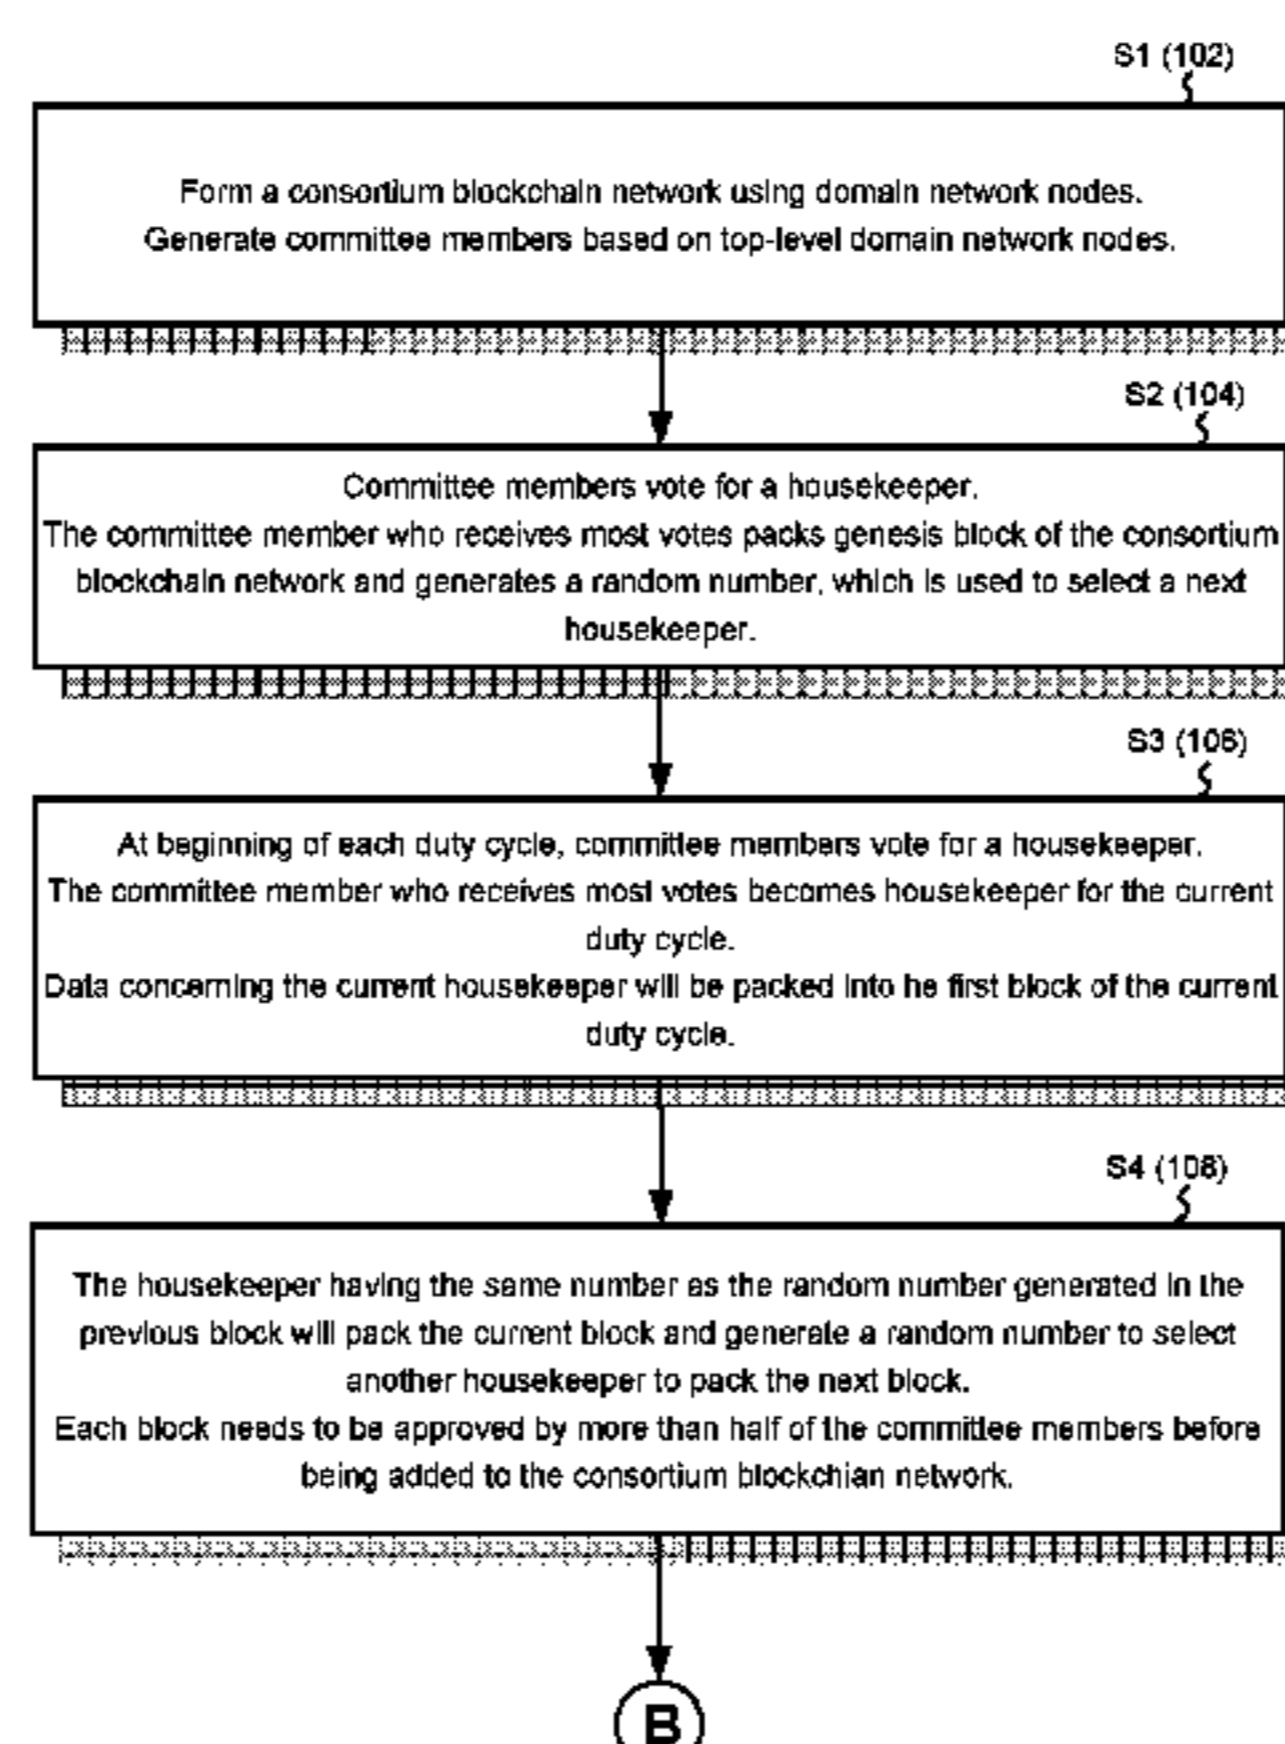 S1 (102)
Form a consortium blockchain network using domain network nodes.
Generate committee members based on top-level domain network nodes.
S2 (104)
Committee members vote for a housekeeper.
The committee member who receives most votes packs genesis block of the consortium
blockchain network and generates a random number, which is used to select a next
housekeeper.
S3 (106)
At beginning of each duty cycle, committee members vote for a housekeeper.
The committee member who receives most votes becomes housekeeper for the current
duty cycle.
Data concerning the current housekeeper will be packed into he first block of the current
duty cycle.
S4 (108)
The housekeeper having the same number as the random number generated in the
previous block will pack the current block and generate a random number to select
another housekeeper to pack the next block.
Each block needs to be approved by more than half of the committee members before
being added to the consortium blockchian network.
B